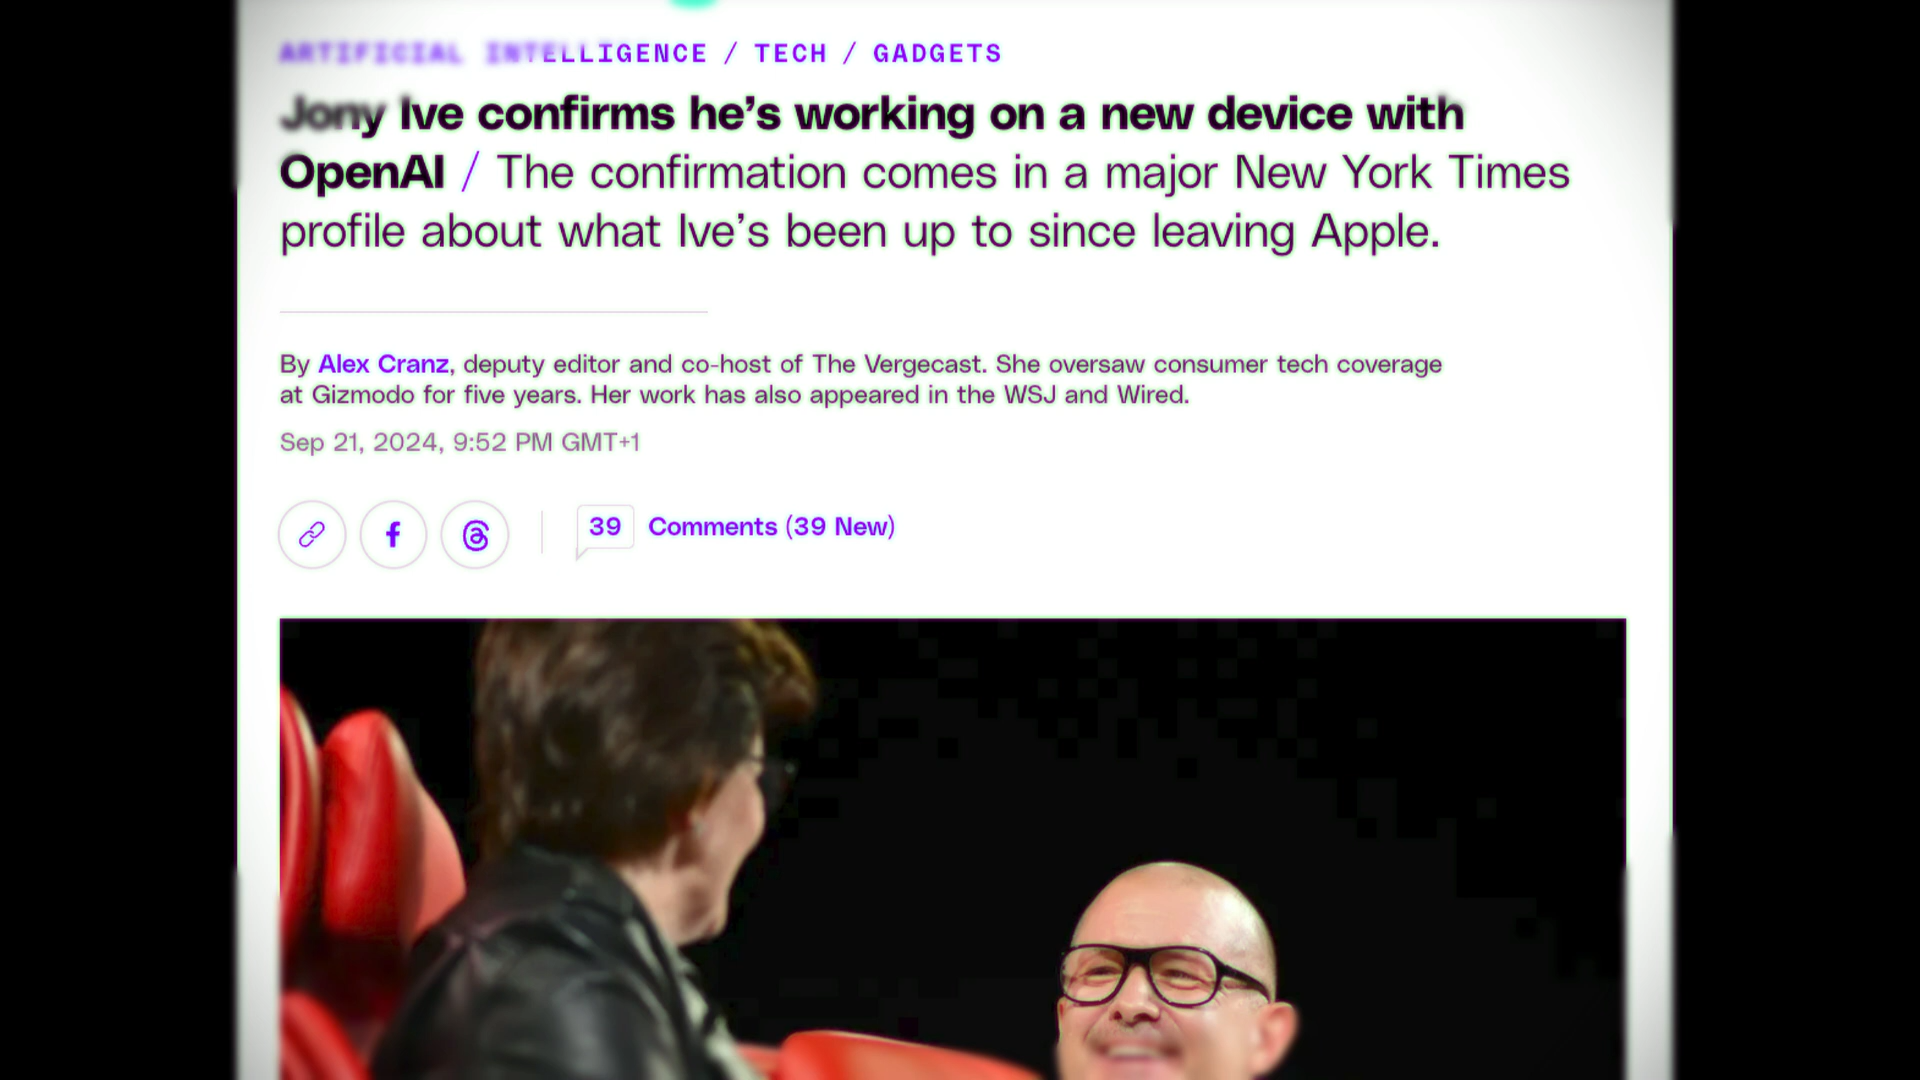 ARTIFICIAL INTELLIGENCE / TECH / GADGETS
Jony Ive confirms he’s working on a new device with
OpenAI / The confirmation comes in a major New York Times
profile about what Ive’s been up to since leaving Apple.
By Alex Cranz, deputy editor and co-host of The Vergecast. She oversaw consumer tech coverage
at Gizmodo for five years. Her work has also appeared in the WSJ and Wired.
Sep 21, 2024, 9:52 PM GMT+1
39 Comments (39 New)